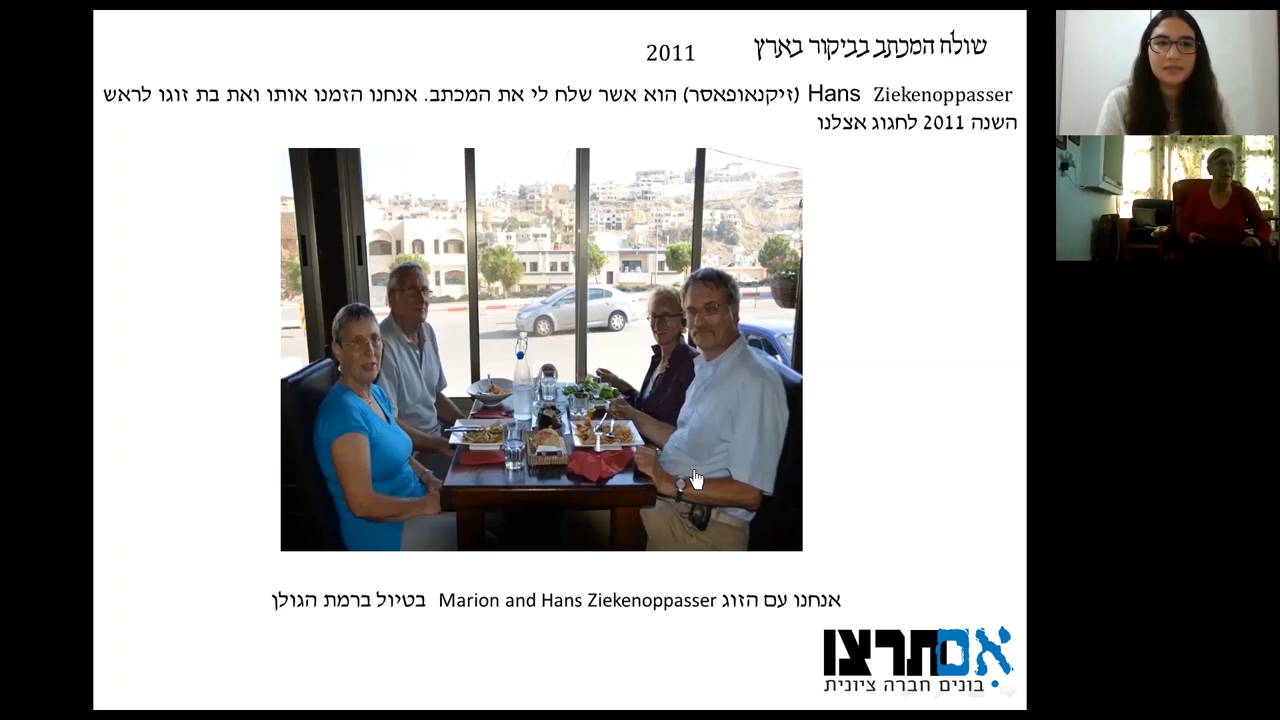 שולח המכתב בביקור בארץ 2011
Hans Ziekenoppasser (זיקנאופאסר) הוא אשר שלח לי את המכתב. אנחנו הזמנו אותו ואת בת זוגו לראש
השנה 2011 לחגוג אצלנו
אנחנו עם הזוג Marion and Hans Ziekenoppasser בטיול ברמת הגולן
אם תרצו
בונים חברה ציונית